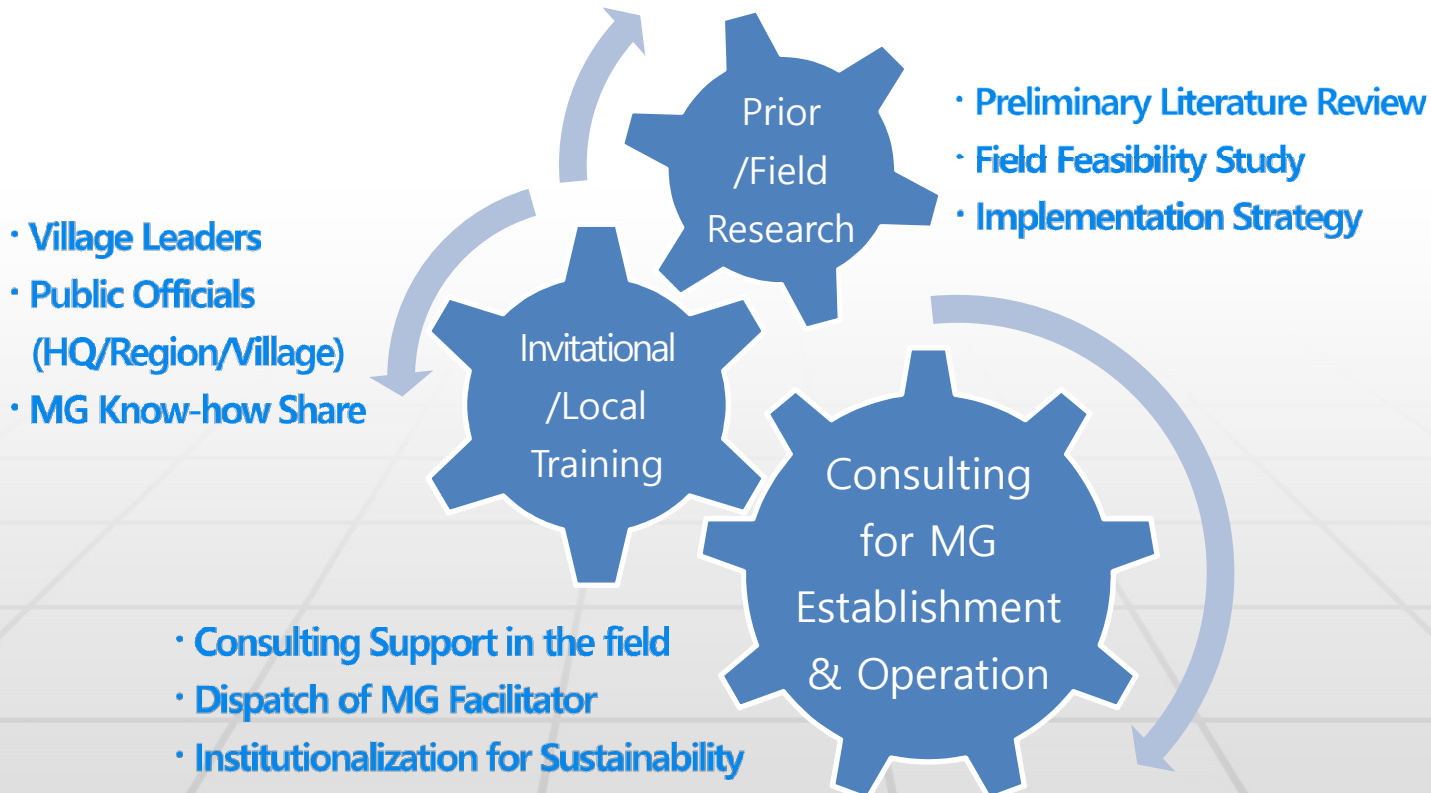 Prior
/Field
Research
· Preliminary Literature Review
· Field Feasibility Study
· Implementation Strategy
· Village Leaders
· Public Officials
(HQ/Region/Village)
· MG Know-how Share
Invitational
/Local
Training
Consulting
for MG
Establishment
& Operation
· Consulting Support in the field
· Dispatch of MG Facilitator
· Institutionalization for Sustainability